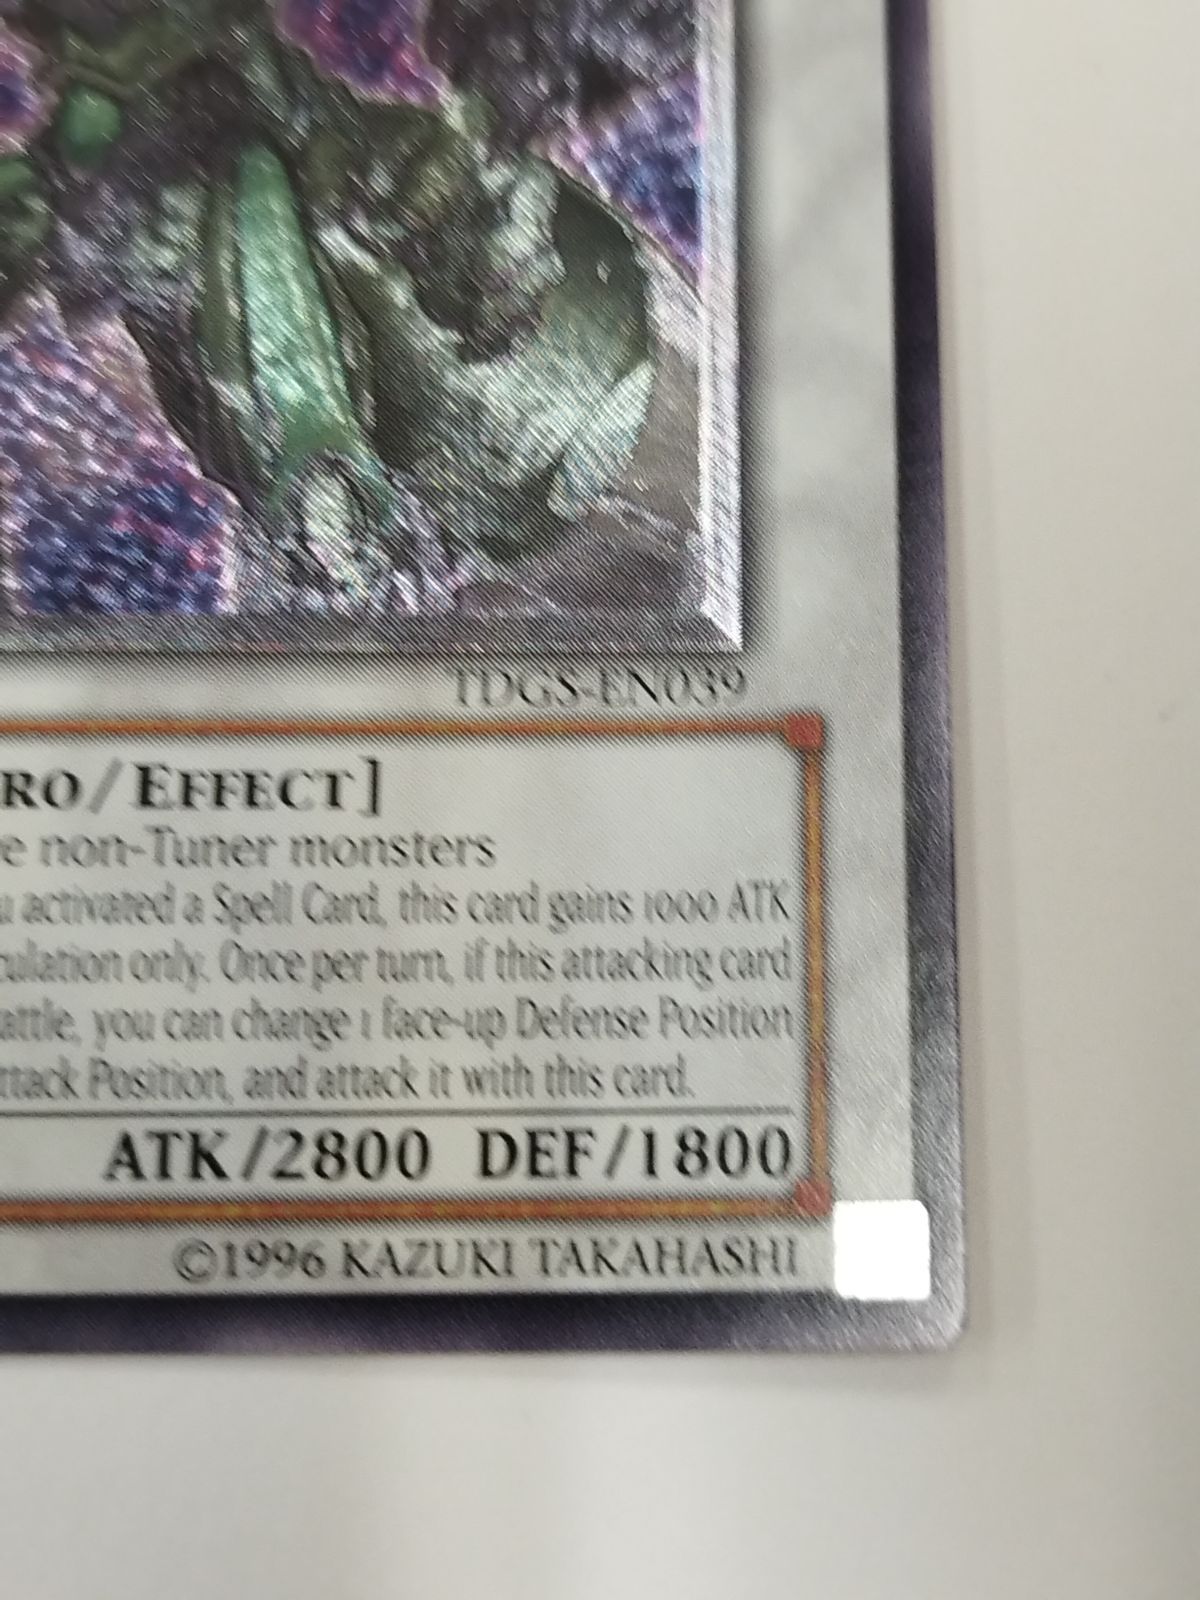 TDGS-EN039
RO/EFFECT]
e non-Tuner monsters
u activated a Spell Card, this card gains 1000 ATK
culation only. Once per turn, if this attacking card
attle, you can change 1 face-up Defense Position
ttack Position, and attack it with this card.
ATK/2800 DEF/1800
©1996 KAZUKI TAKAHASHI